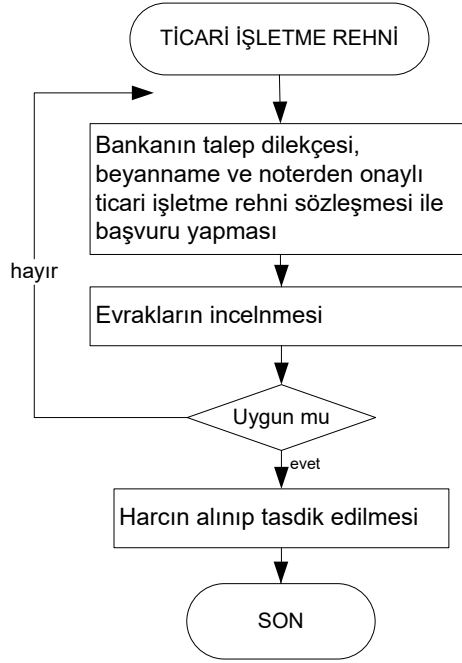 TİCARİ İŞLETME REHNİ
Bankanın talep dilekçesi,
beyanname ve noterden onaylı
ticari işletme rehni sözleşmesi ile
başvuru yapması
hayır
Evrakların incelnmesi
Uygun mu
evet
Harcın alınıp tasdik edilmesi
SON